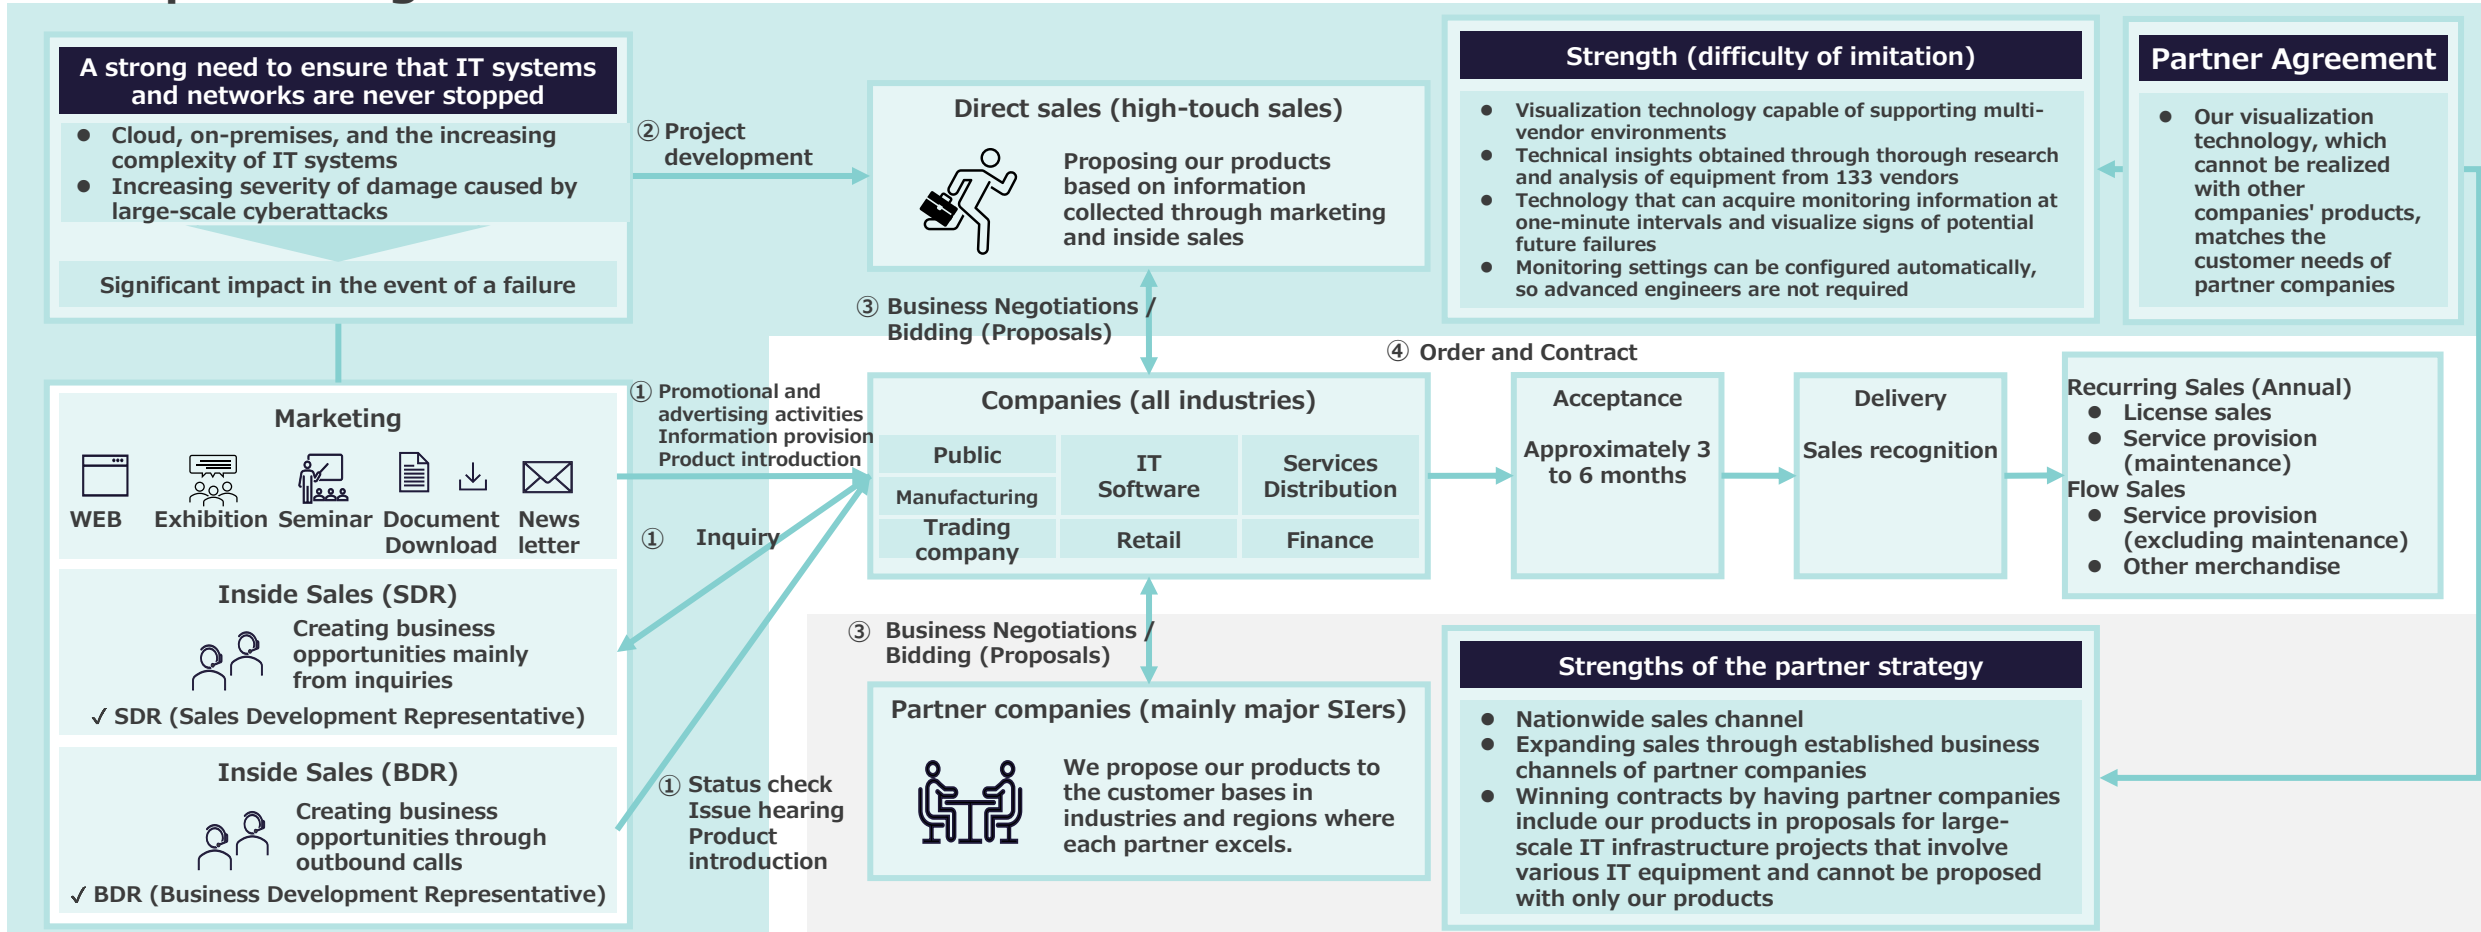 A strong need to ensure that IT systems
and networks are never stopped
● Cloud, on-premises, and the increasing
complexity of IT systems
● Increasing severity of damage caused by
large-scale cyberattacks
Significant impact in the event of a failure
② Project
development
Direct sales (high-touch sales)
Proposing our products
based on information
collected through marketing
and inside sales
③ Business Negotiations /
Bidding (Proposals)
Strength (difficulty of imitation)
● Visualization technology capable of supporting multi-
vendor environments
● Technical insights obtained through thorough research
and analysis of equipment from 133 vendors
● Technology that can acquire monitoring information at
one-minute intervals and visualize signs of potential
future failures
● Monitoring settings can be configured automatically,
so advanced engineers are not required
Partner Agreement
● Our visualization
technology, which
cannot be realized
with other
companies' products,
matches the
customer needs of
partner companies
Marketing
WEB
Exhibition
Seminar
Document
Download
News
letter
① Promotional and
advertising activities
Information provision
Product introduction
① Inquiry
Inside Sales (SDR)
Creating business
opportunities mainly
from inquiries
✓ SDR (Sales Development Representative)
Inside Sales (BDR)
Creating business
opportunities through
outbound calls
✓ BDR (Business Development Representative)
① Status check
Issue hearing
Product
introduction
Companies (all industries)
Public
Manufacturing
Trading
company
IT
Software
Retail
Services
Distribution
Finance
④ Order and Contract
Acceptance
Approximately 3
to 6 months
Delivery
Sales recognition
Recurring Sales (Annual)
● License sales
● Service provision
(maintenance)
Flow Sales
● Service provision
(excluding maintenance)
● Other merchandise
③ Business Negotiations /
Bidding (Proposals)
Partner companies (mainly major SIers)
We propose our products to
the customer bases in
industries and regions where
each partner excels.
Strengths of the partner strategy
● Nationwide sales channel
● Expanding sales through established business
channels of partner companies
● Winning contracts by having partner companies
include our products in proposals for large-
scale IT infrastructure projects that involve
various IT equipment and cannot be proposed
with only our products